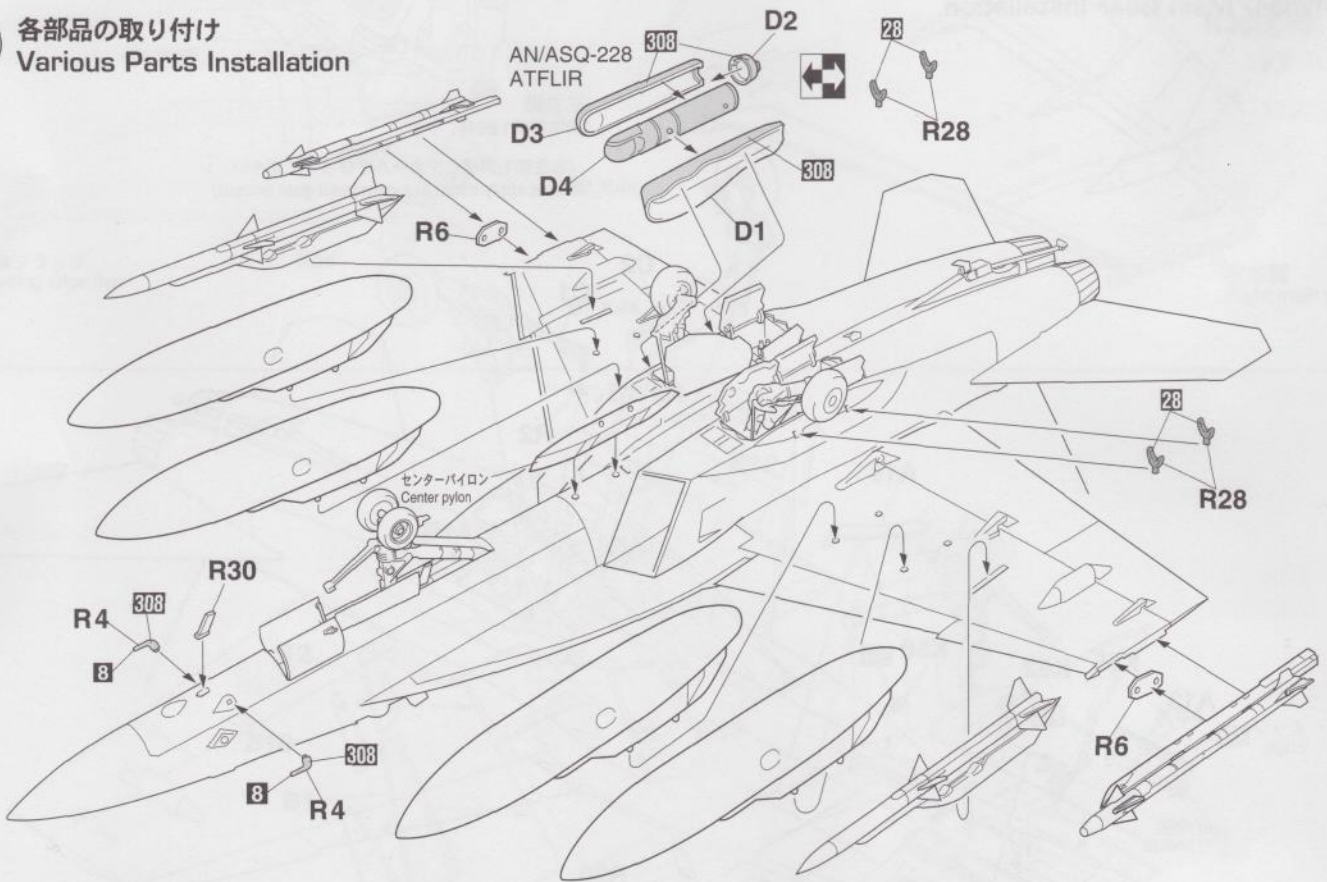 各部品の取り付け
Various Parts Installation
AN/ASQ-228
ATFLIR
308
D2
28
R28
D3
D4
308
D1
R6
センターパイロン
Center pylon
28
R28
R30
R4
308
8
308
8
R4
R6